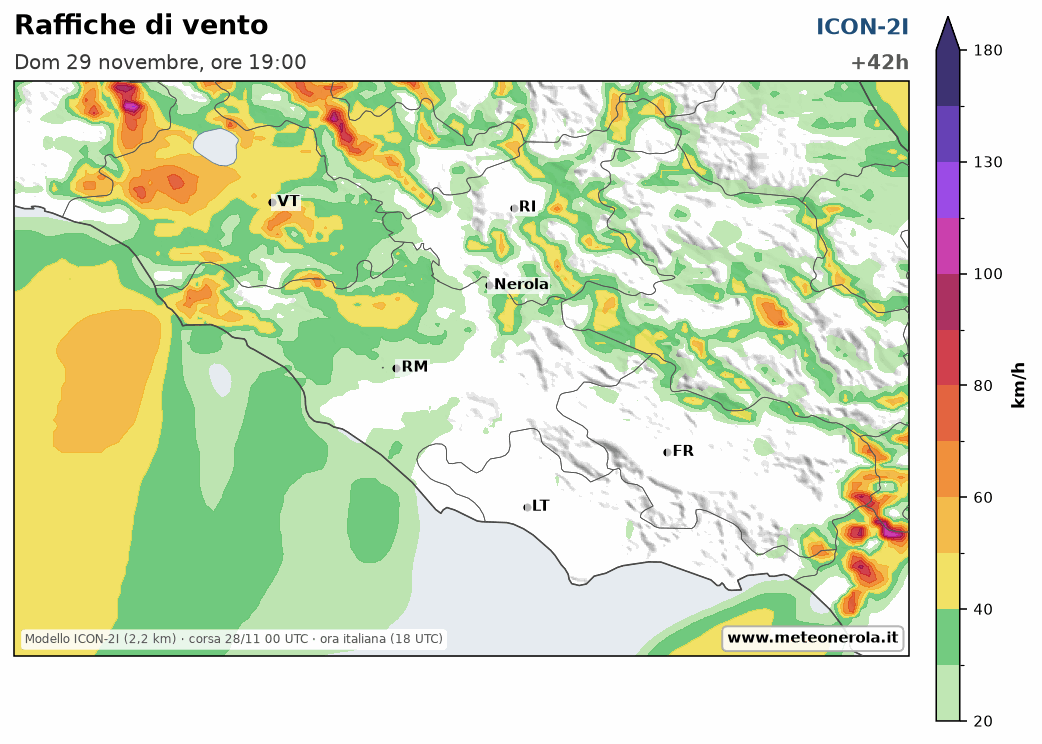 Raffiche di vento
ICON-2I
Dom 29 novembre, ore 19:00
+42h
180
130
100
80
60
40
20
km/h
VT
RI
Nerola
RM
FR
LT
Modello ICON-2I (2,2 km) · corsa 28/11 00 UTC · ora italiana (18 UTC)
www.meteonerola.it